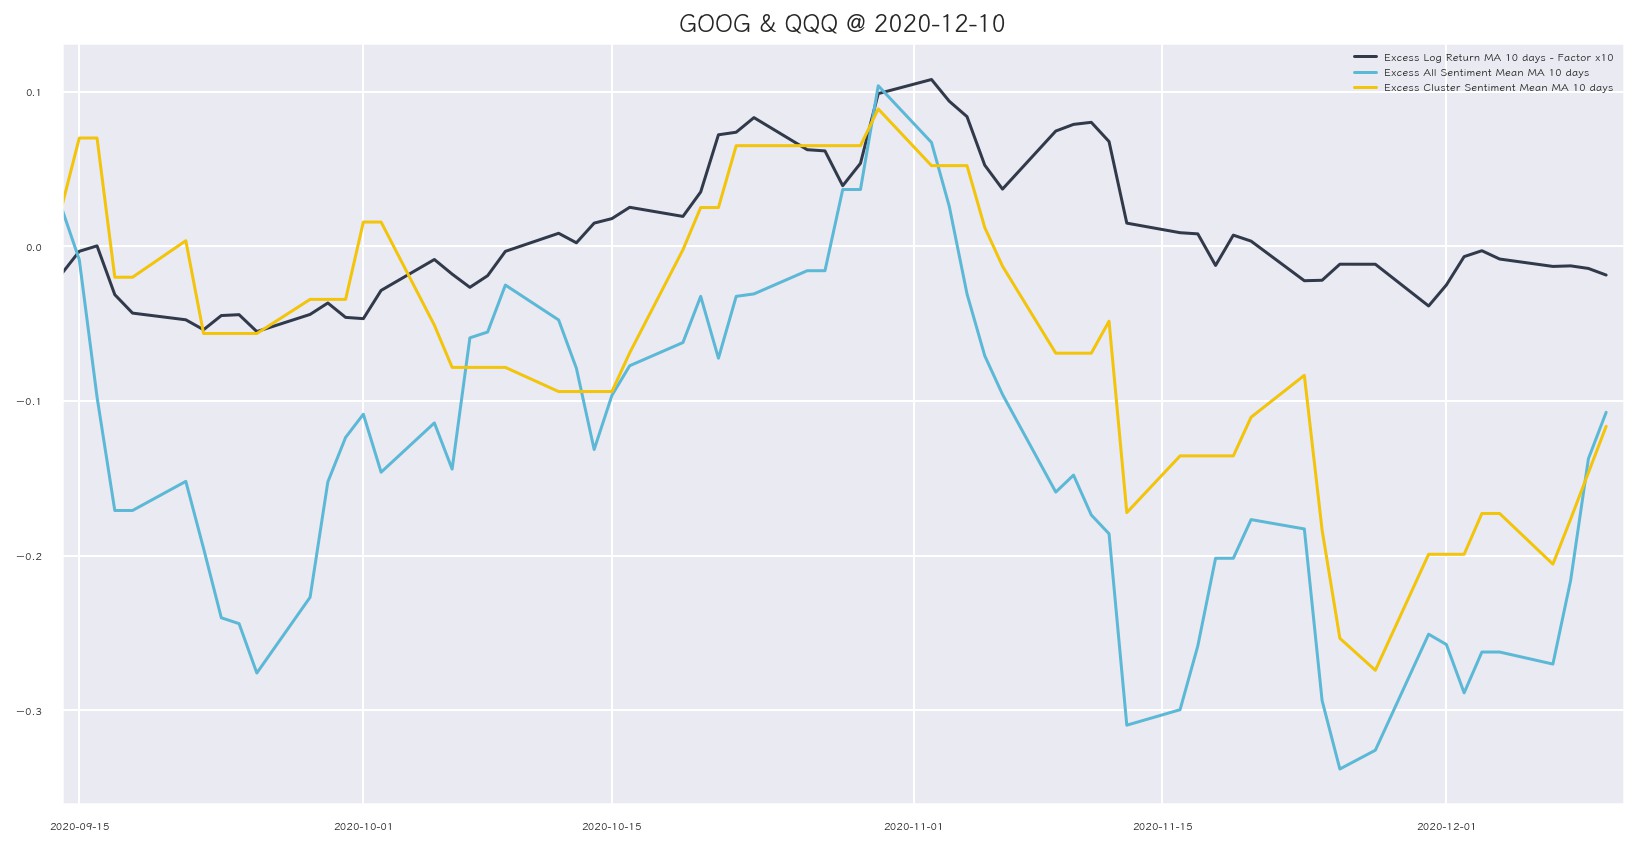 GOOG & QQQ @ 2020-12-10
Excess Log Return MA 10 days - Factor x10
Excess All Sentiment Mean MA 10 days
Excess Cluster Sentiment Mean MA 10 days
0.1
0.0
−0.1
−0.2
−0.3
2020-09-15 2020-10-01 2020-10-15 2020-11-01 2020-11-15 2020-12-01